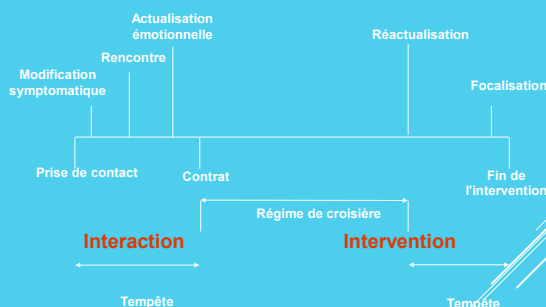 Actualisation
émotionnelle
Réactualisation
Rencontre
Modification
symptomatique
Focalisation
Prise de contact
Contrat
Fin de
l'intervention
Régime de croisière
Interaction
Intervention
Tempête
Tempête